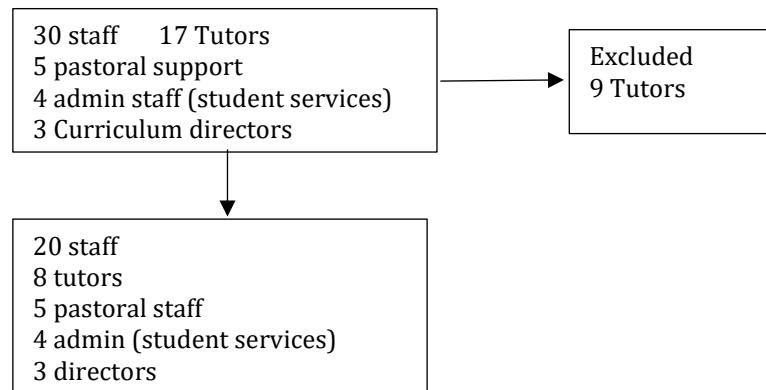 30 staff 17 Tutors
5 pastoral support
4 admin staff (student services)
3 Curriculum directors
Excluded
9 Tutors
20 staff
8 tutors
5 pastoral staff
4 admin (student services)
3 directors